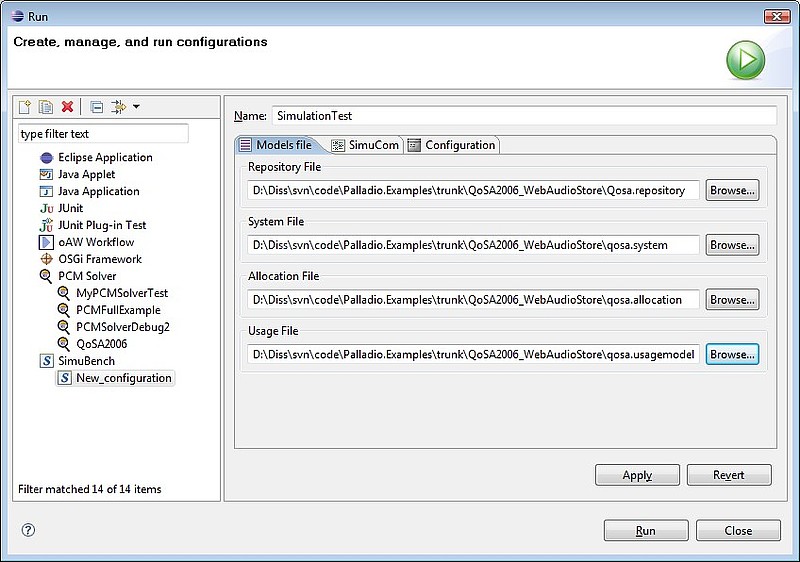 Run
Create, manage, and run configurations
type filter text
Eclipse Application
Java Applet
Java Application
JUnit
JUnit Plug-in Test
oAW Workflow
OSGi Framework
PCM Solver
MyPCMSolverTest
PCMFullExample
PCMSolverDebug2
QoSA2006
SimuBench
New_configuration
Filter matched 14 of 14 items
Name: SimulationTest
Models file SimuCom Configuration
Repository File
D:\Diss\svn\code\Palladio.Examples\trunk\QoSA2006_WebAudioStore\Qosa.repository Browse...
System File
D:\Diss\svn\code\Palladio.Examples\trunk\QoSA2006_WebAudioStore\qosa.system Browse...
Allocation File
D:\Diss\svn\code\Palladio.Examples\trunk\QoSA2006_WebAudioStore\qosa.allocation Browse...
Usage File
D:\Diss\svn\code\Palladio.Examples\trunk\QoSA2006_WebAudioStore\qosa.usagemodel Browse...
Apply Revert
Run Close